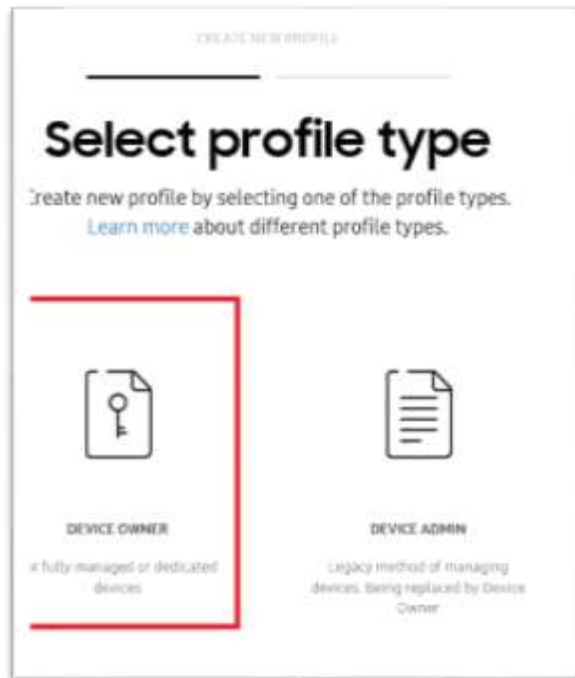 CREATE NEW PROFILE
Select profile type
Create new profile by selecting one of the profile types.
Learn more about different profile types.
DEVICE OWNER
fully managed or dedicated
devices
DEVICE ADMIN
Legacy method of managing
devices. Being replaced by Device
Owner